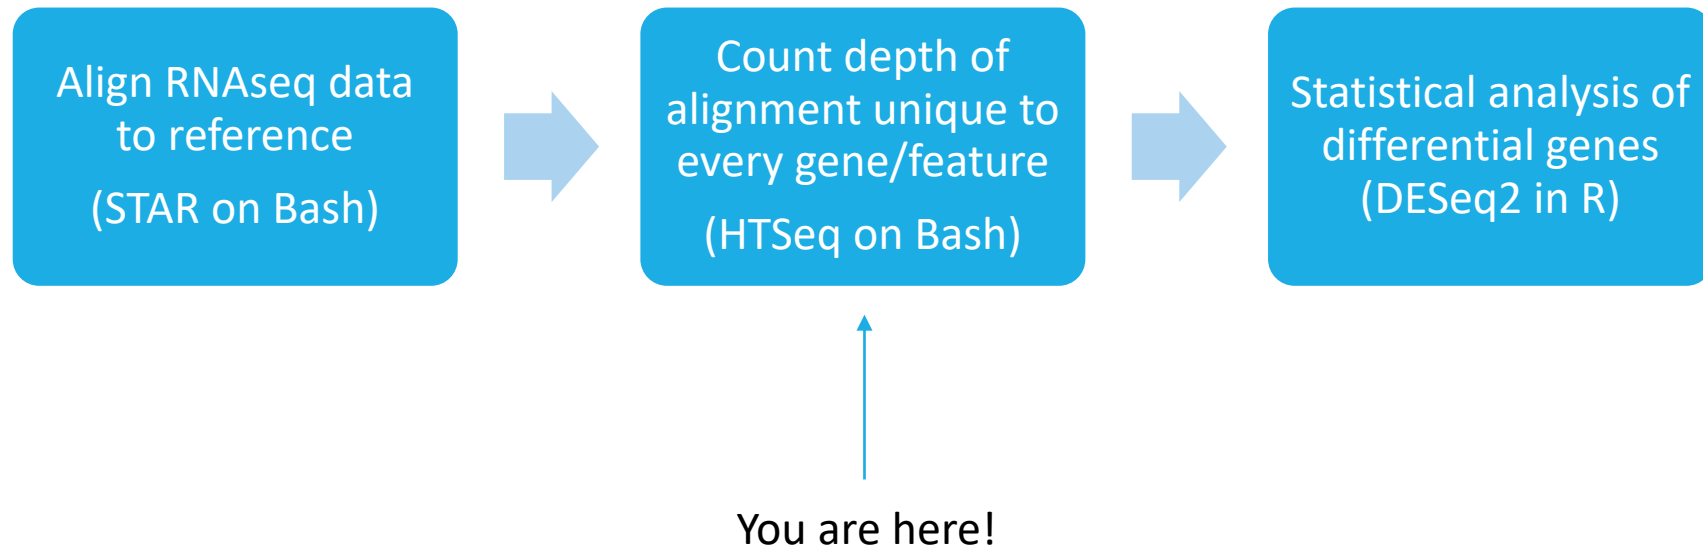 Align RNAseq data
to reference
(STAR on Bash)
Count depth of
alignment unique to
every gene/feature
(HTSeq on Bash)
Statistical analysis of
differential genes
(DESeq2 in R)
You are here!